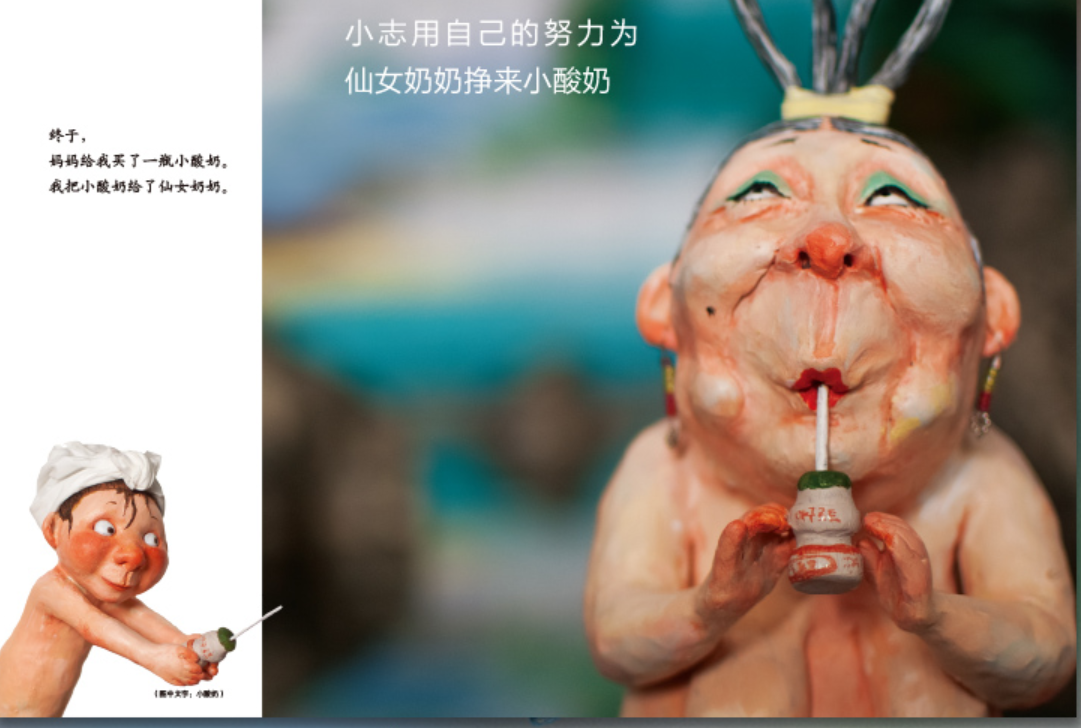 小志用自己的努力为
仙女奶奶挣来小酸奶
终于，
妈妈给我买了一瓶小酸奶。
我把小酸奶给了仙女奶奶。
（图中文字：小酸奶）